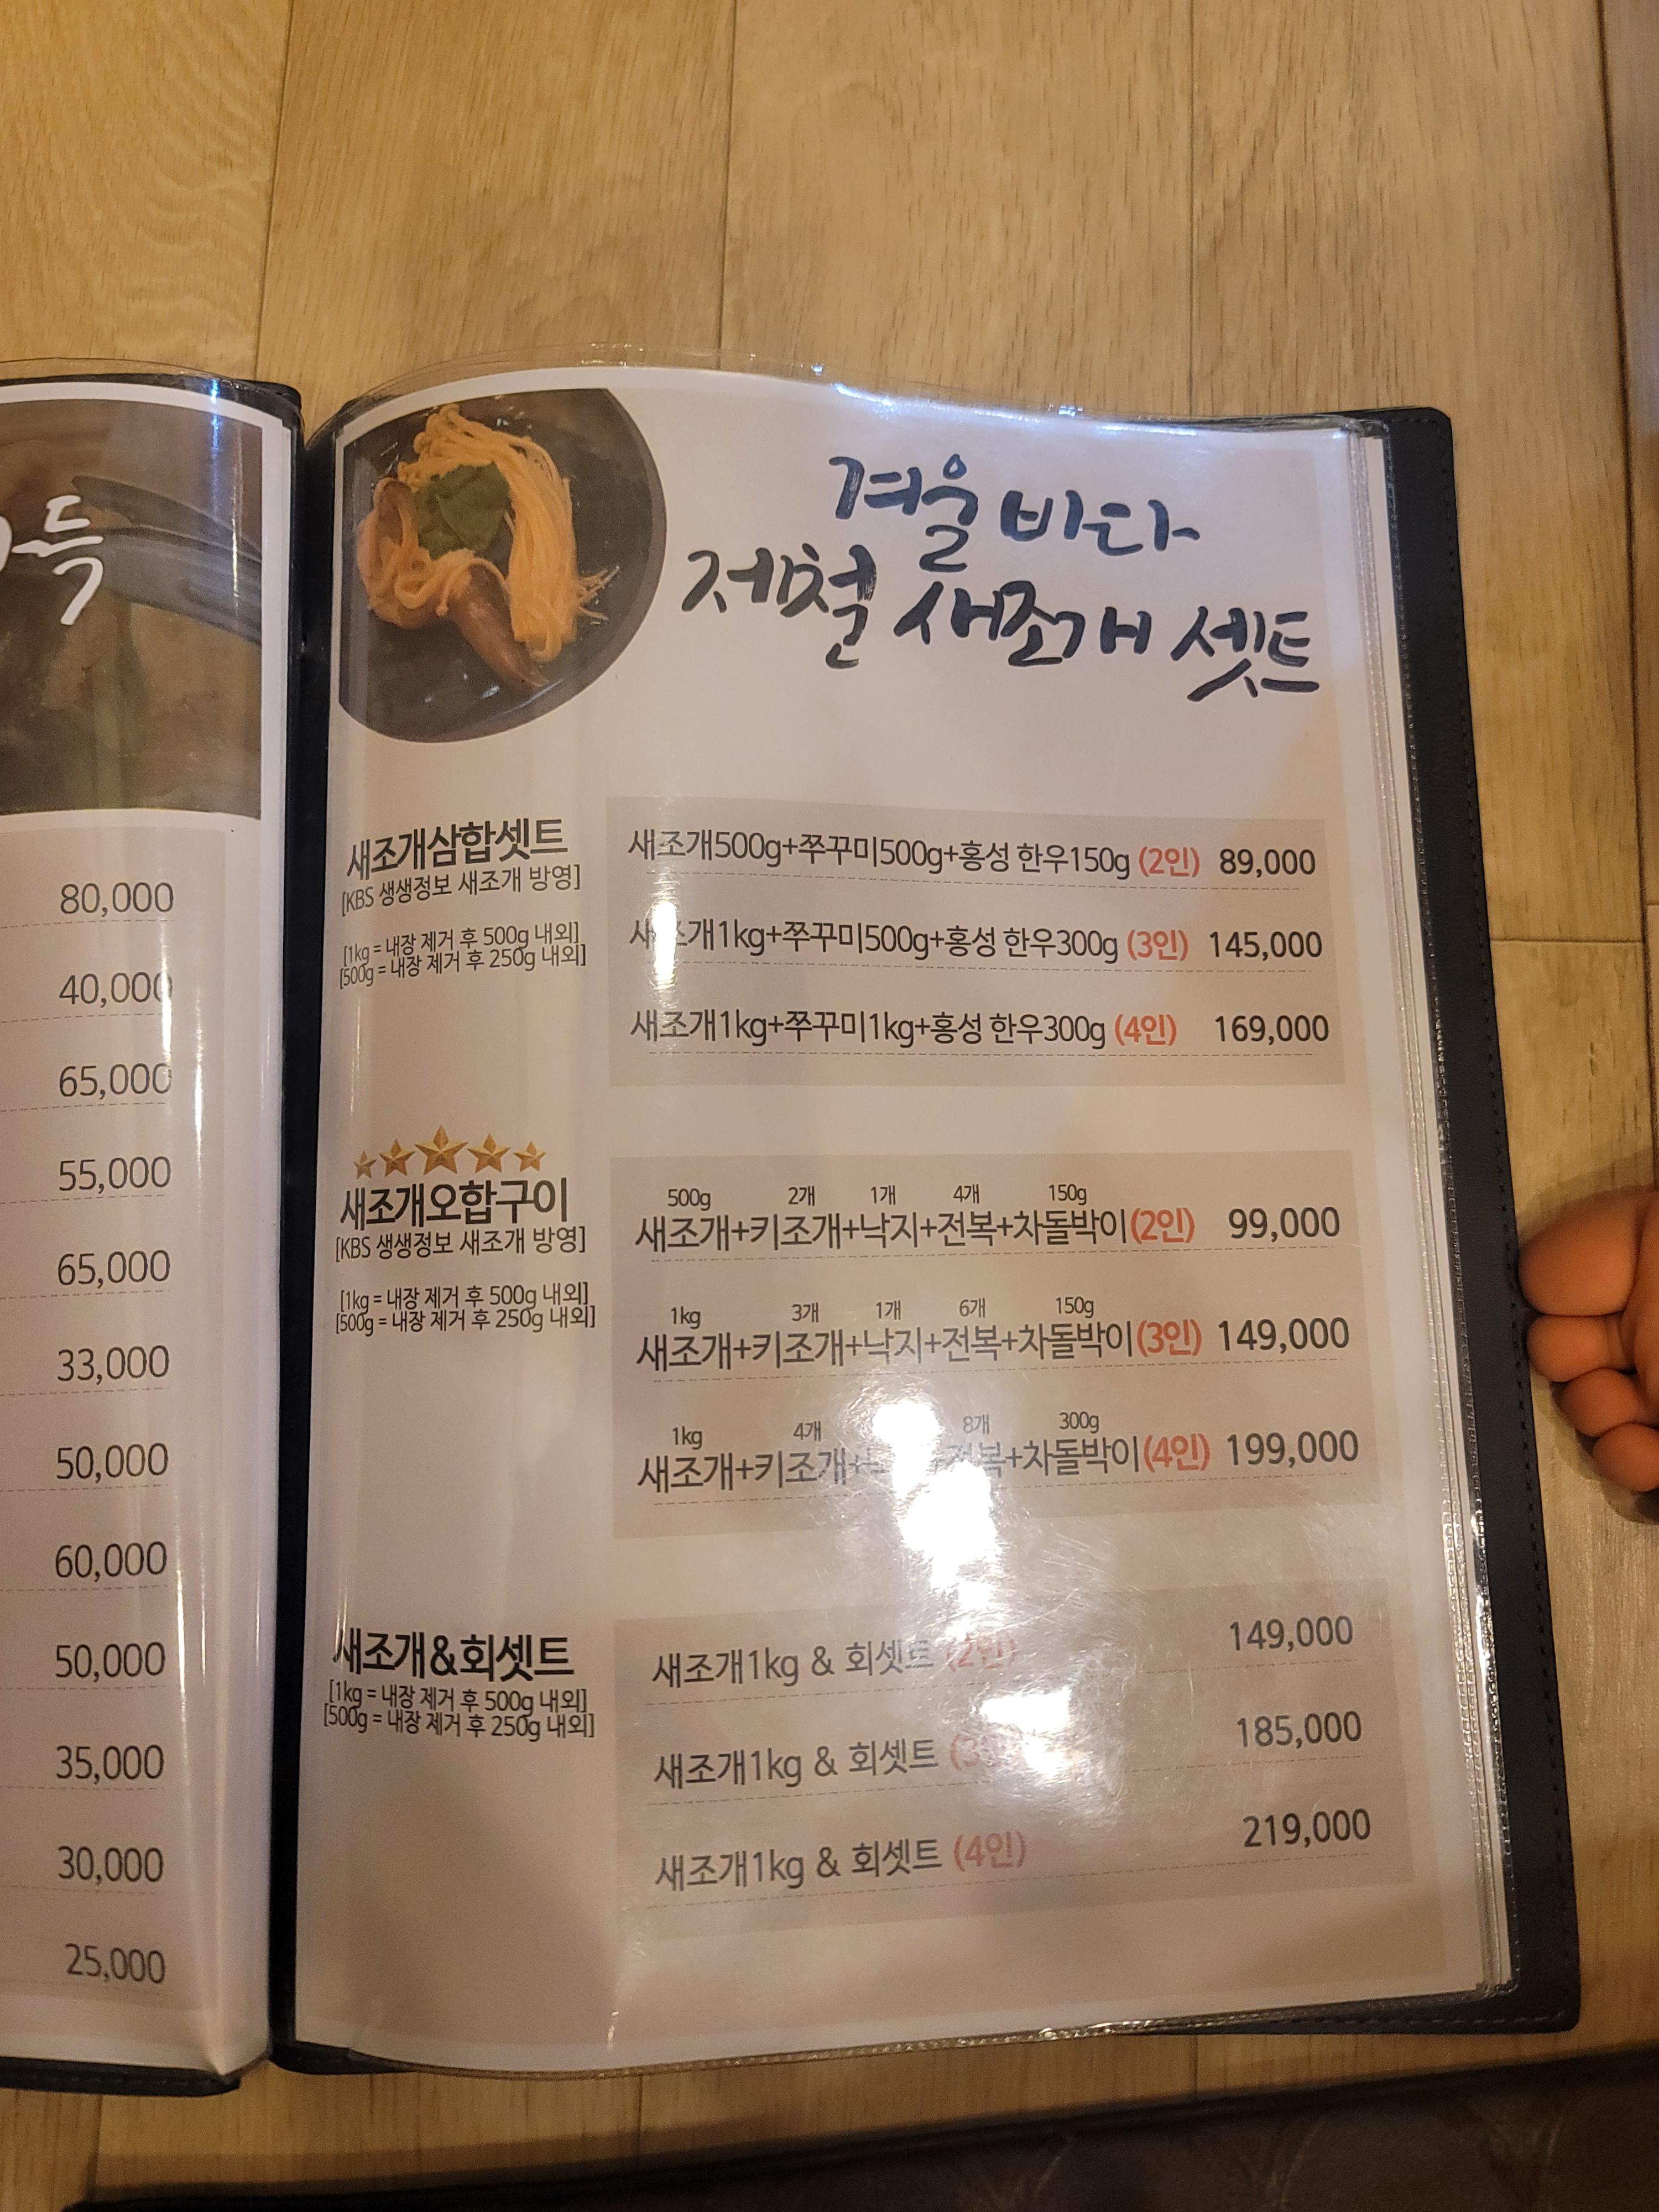 득
80,000
40,000
65,000
55,000
65,000
33,000
50,000
60,000
50,000
35,000
30,000
25,000
겨울 바다
제철 새조개 셋트
새조개삼합셋트
[KBS 생생정보 새조개 방영]
[1kg = 내장 제거 후 500g 내외]
[500g = 내장 제거 후 250g 내외]
새조개500g+쭈꾸미500g+홍성 한우150g (2인) 89,000
새조개1kg+쭈꾸미500g+홍성 한우300g (3인) 145,000
새조개1kg+쭈꾸미1kg+홍성 한우300g (4인) 169,000
새조개오합구이
[KBS 생생정보 새조개 방영]
[1kg = 내장 제거 후 500g 내외]
[500g = 내장 제거 후 250g 내외]
500g 2개 1개 4개 150g
새조개+키조개+낙지+전복+차돌박이(2인) 99,000
1kg 3개 1개 6개 150g
새조개+키조개+낙지+전복+차돌박이(3인) 149,000
1kg 4개 8개 300g
새조개+키조개+ +전복+차돌박이(4인) 199,000
새조개&회셋트
[1kg = 내장 제거 후 500g 내외]
[500g = 내장 제거 후 250g 내외]
새조개1kg & 회셋트 (2인) 149,000
새조개1kg & 회셋트 185,000
새조개1kg & 회셋트 (4인) 219,000